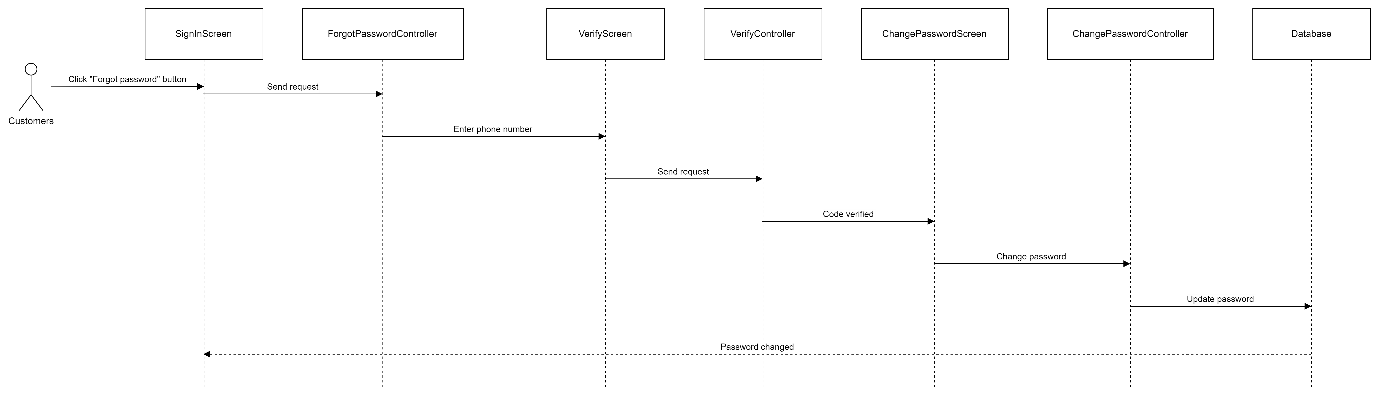 SignInScreen
ForgotPasswordController
VerifyScreen
VerifyController
ChangePasswordScreen
ChangePasswordController
Database
Click "Forgot password" button
Send request
Customers
Enter phone number
Send request
Code verified
Change password
Update password
Password changed